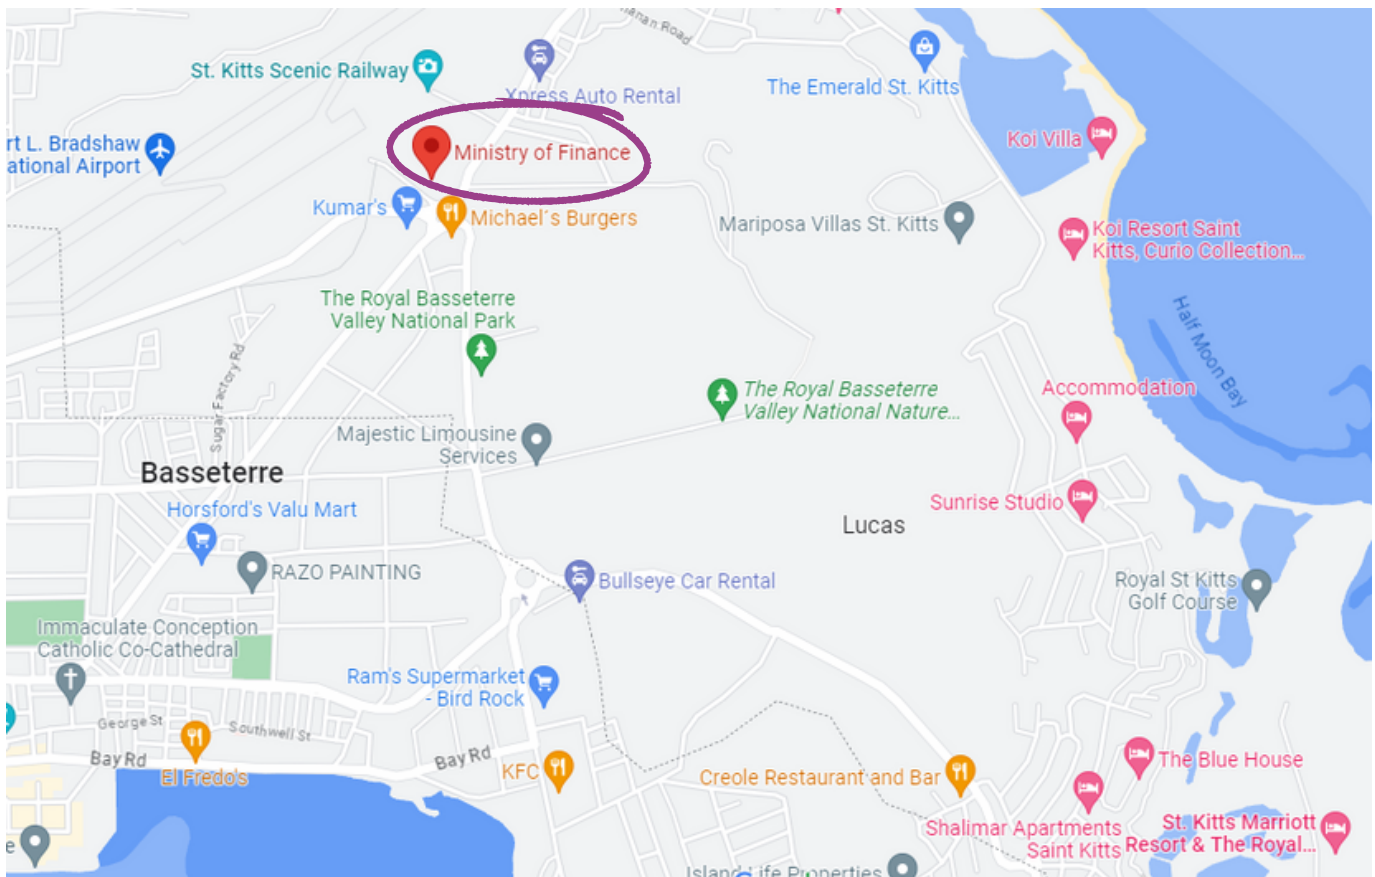 anan Road
St. Kitts Scenic Railway
Xpress Auto Rental
The Emerald St. Kitts
rt L. Bradshaw
ational Airport
Ministry of Finance
Koi Villa
Kumar's
Michael´s Burgers
Mariposa Villas St. Kitts
Koi Resort Saint
Kitts, Curio Collection...
The Royal Basseterre
Valley National Park
Half Moon Bay
Sugar Factory Rd
The Royal Basseterre
Valley National Nature...
Accommodation
Majestic Limousine
Services
Basseterre
Horsford's Valu Mart
Sunrise Studio
Lucas
RAZO PAINTING
Bullseye Car Rental
Royal St Kitts
Golf Course
Immaculate Conception
Catholic Co-Cathedral
Ram's Supermarket
- Bird Rock
George St
Southwell St
Bay Rd
Bay Rd
El Fredo's
KFC
Creole Restaurant and Bar
The Blue House
Shalimar Apartments
Saint Kitts
St. Kitts Marriott
Resort & The Royal...
e
Island Life Properties